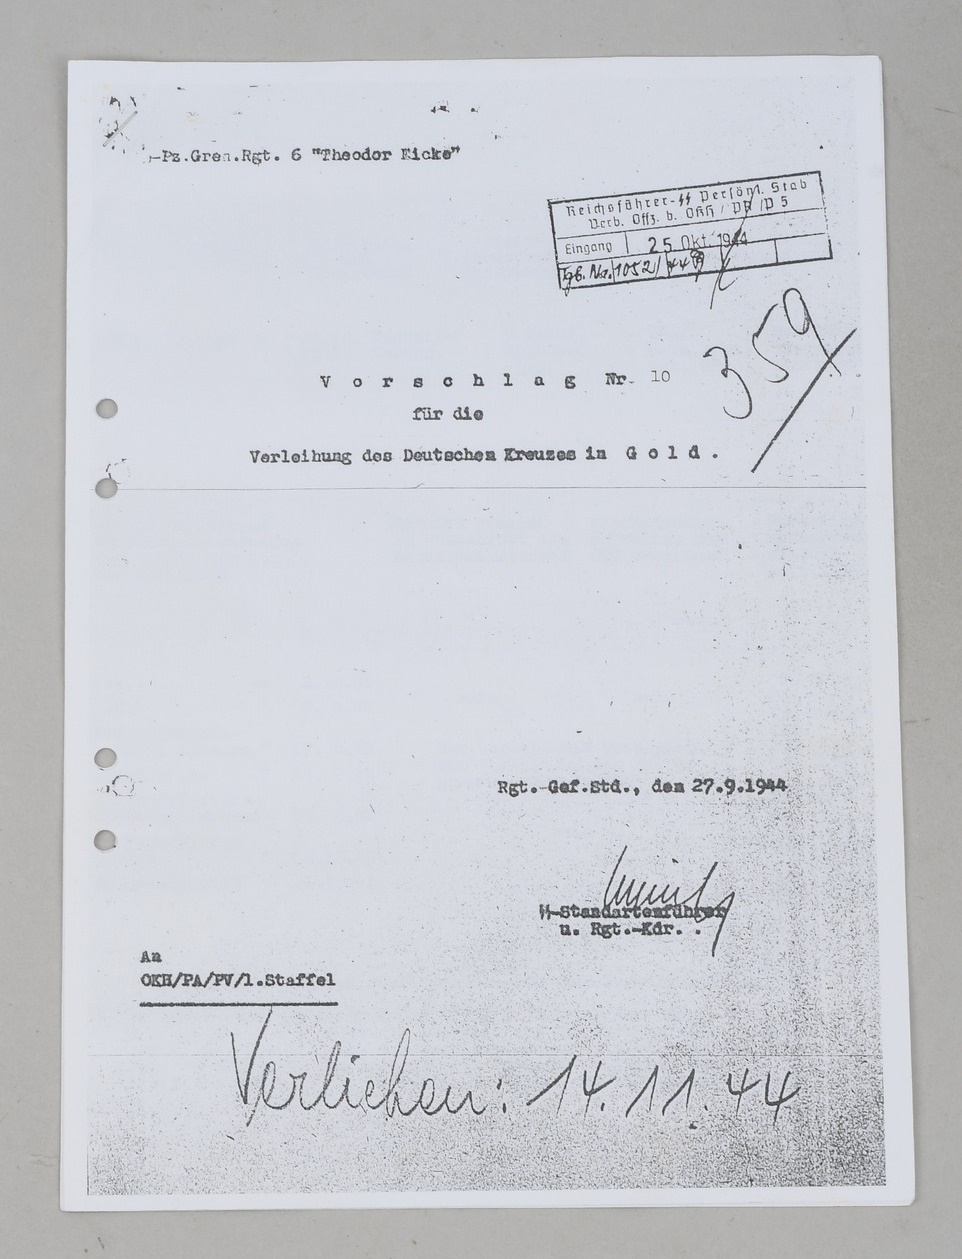 -Pz.Gren.Rgt. 6 "Theodor Eicke"
Reichsführer-SS Persönl. Stab
Verb. Offz. b. OKH / PA /P 5
Eingang 25. Okt. 1944
Tgb. Nr. 1052/
359
V o r s c h l a g Nr. 10
für die
Verleihung des Deutschen Kreuzes in G o l d .
Rgt.-Gef.Std., den 27.9.1944
SS-Standartenführer
u. Rgt.-Kdr. .
An
OKH/PA/PV/1.Staffel
Verliehen: 14.11.44